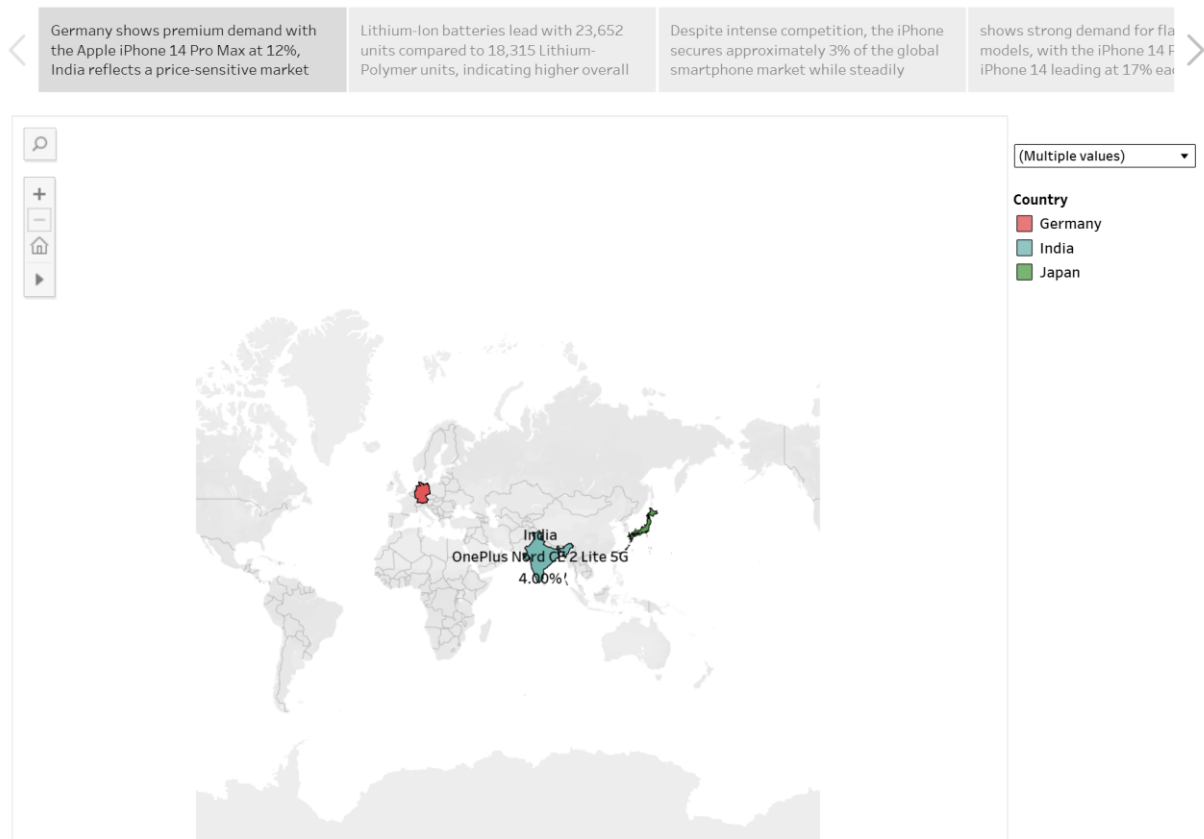 Germany shows premium demand with
the Apple iPhone 14 Pro Max at 12%,
India reflects a price-sensitive market
Lithium-Ion batteries lead with 23,652
units compared to 18,315 Lithium-
Polymer units, indicating higher overall
Despite intense competition, the iPhone
secures approximately 3% of the global
smartphone market while steadily
shows strong demand for
models, with the iPhone 14
iPhone 14 leading at 17%
(Multiple values)
Country
Germany
India
Japan
India
OnePlus Nord CE 2 Lite 5G
4.00%